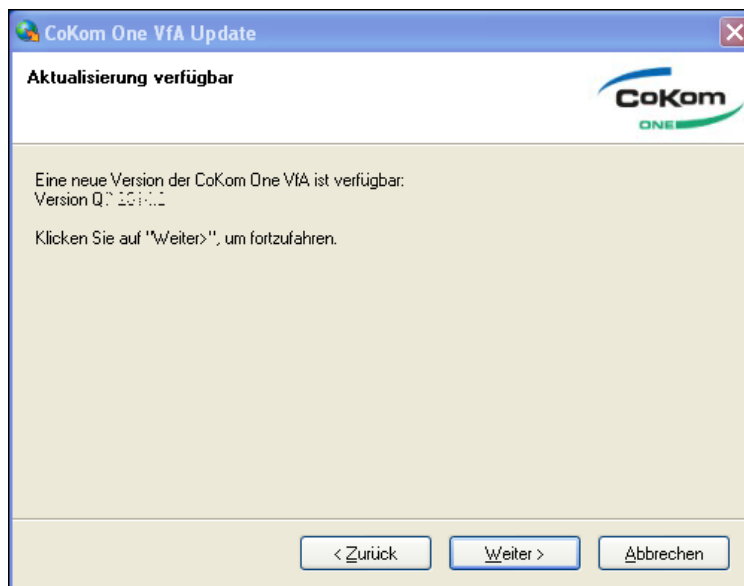 CoKom One VfA Update
Aktualisierung verfügbar
CoKom
ONE
Eine neue Version der CoKom One VfA ist verfügbar:
Version
Klicken Sie auf "Weiter>", um fortzufahren.
< Zurück
Weiter >
Abbrechen